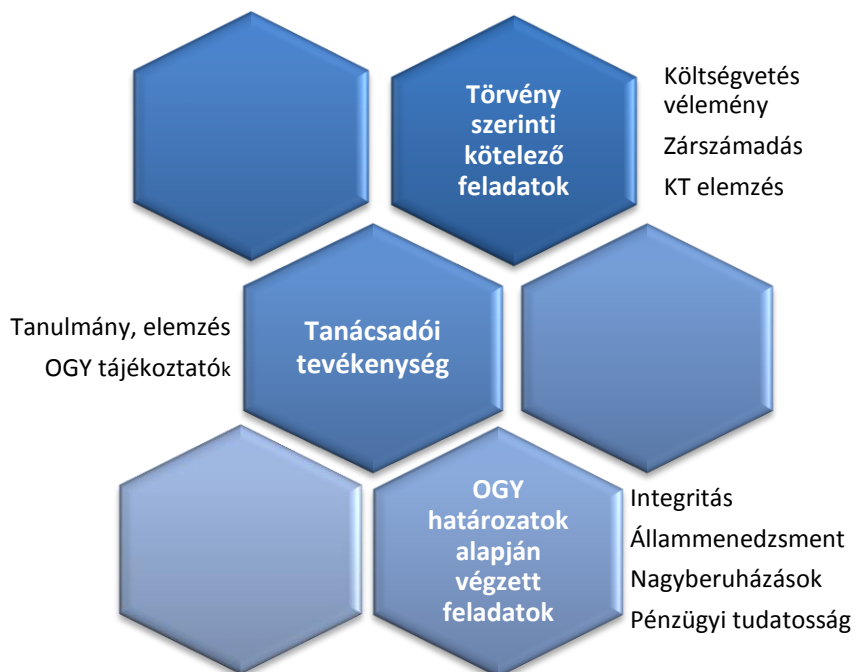 Törvény
szerinti
kötelező
feladatok
Költségvetés
vélemény
Zárszámadás
KT elemzés
Tanulmány, elemzés
OGY tájékoztatók
Tanácsadói
tevékenység
OGY
határozatok
alapján
végzett
feladatok
Integritás
Állammenedzsment
Nagyberuházások
Pénzügyi tudatosság